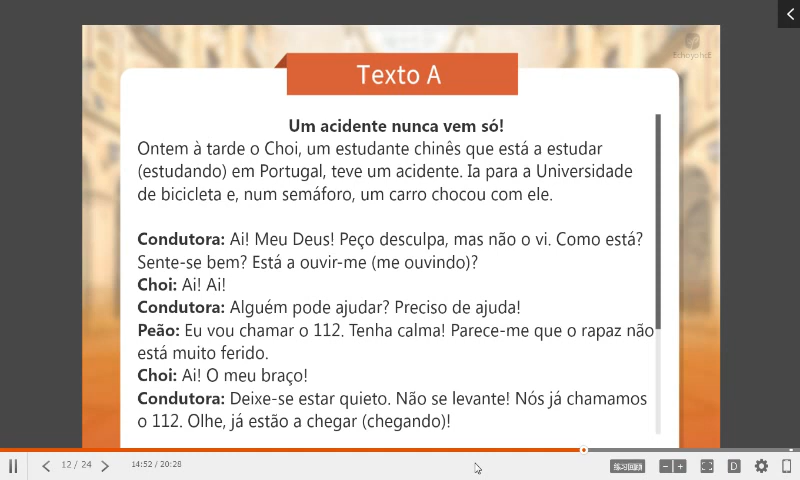 EchoyohcE
Texto A
Um acidente nunca vem só!
Ontem à tarde o Choi, um estudante chinês que está a estudar
(estudando) em Portugal, teve um acidente. Ia para a Universidade
de bicicleta e, num semáforo, um carro chocou com ele.
Condutora: Ai! Meu Deus! Peço desculpa, mas não o vi. Como está?
Sente-se bem? Está a ouvir-me (me ouvindo)?
Choi: Ai! Ai!
Condutora: Alguém pode ajudar? Preciso de ajuda!
Peão: Eu vou chamar o 112. Tenha calma! Parece-me que o rapaz não
está muito ferido.
Choi: Ai! O meu braço!
Condutora: Deixe-se estar quieto. Não se levante! Nós já chamamos
o 112. Olhe, já estão a chegar (chegando)!
12 / 24
14:52 / 20:28
练习回顾
D